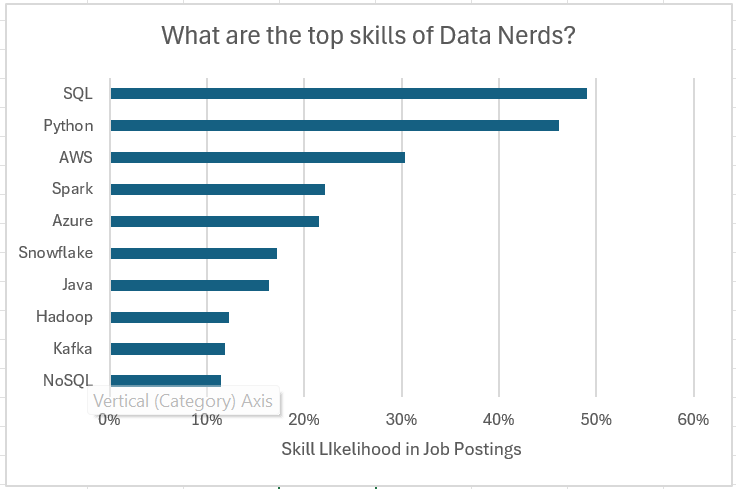 What are the top skills of Data Nerds?
SQL
Python
AWS
Spark
Azure
Snowflake
Java
Hadoop
Kafka
NoSQL
Vertical (Category) Axis
0% 10% 20% 30% 40% 50% 60%
Skill LIkelihood in Job Postings